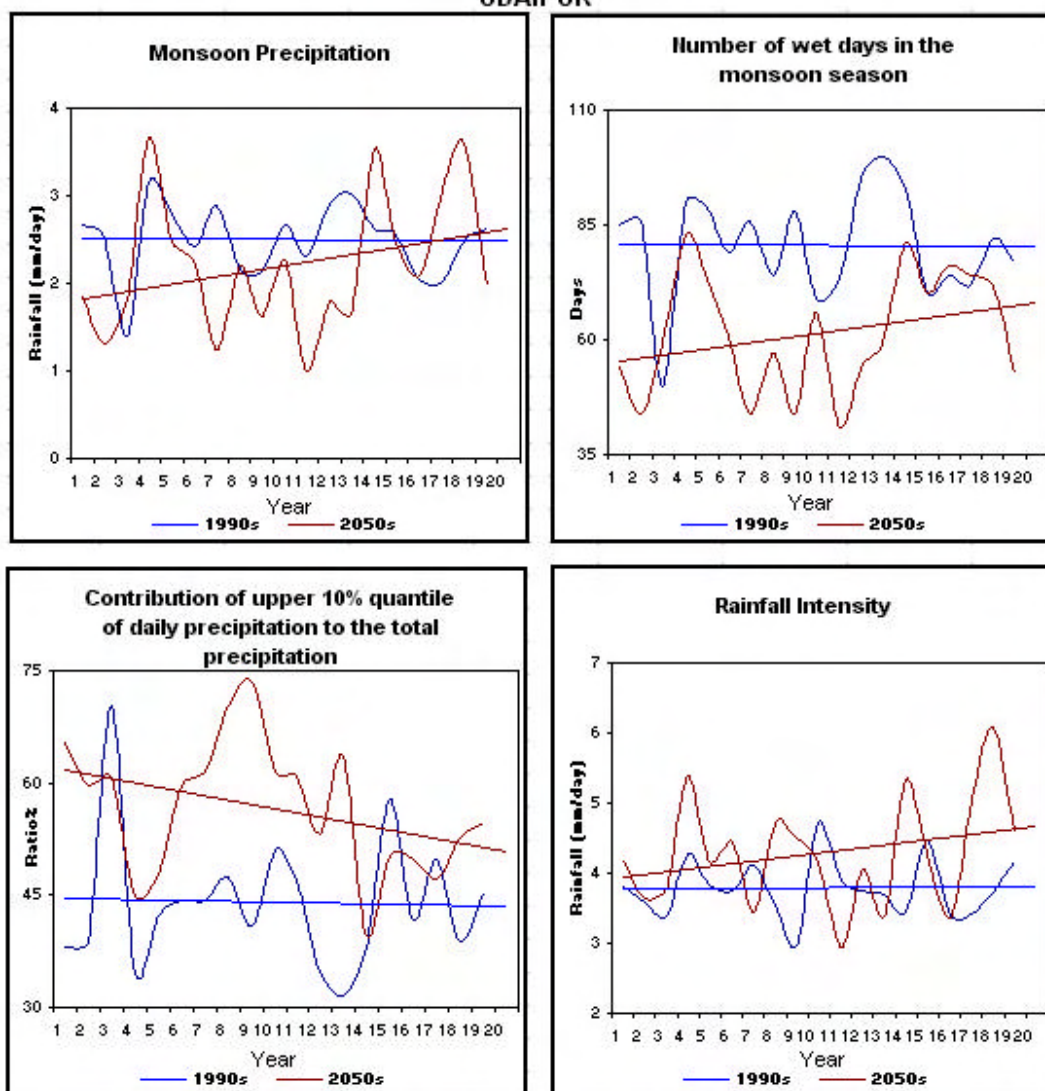 Monsoon Precipitation
4
3
2
1
0
Rainfall (mm/day)
1 2 3 4 5 6 7 8 9 10 11 12 13 14 15 16 17 18 19 20
Year
1990s 2050s
Number of wet days in the
monsoon season
110
85
60
35
Days
1 2 3 4 5 6 7 8 9 10 11 12 13 14 15 16 17 18 19 20
Year
1990s 2050s
Contribution of upper 10% quantile
of daily precipitation to the total
precipitation
75
60
45
30
Ratio%
1 2 3 4 5 6 7 8 9 10 11 12 13 14 15 16 17 18 19 20
Year
1990s 2050s
Rainfall Intensity
7
6
5
4
3
2
Rainfall (mm/day)
1 2 3 4 5 6 7 8 9 10 11 12 13 14 15 16 17 18 19 20
Year
1990s 2050s